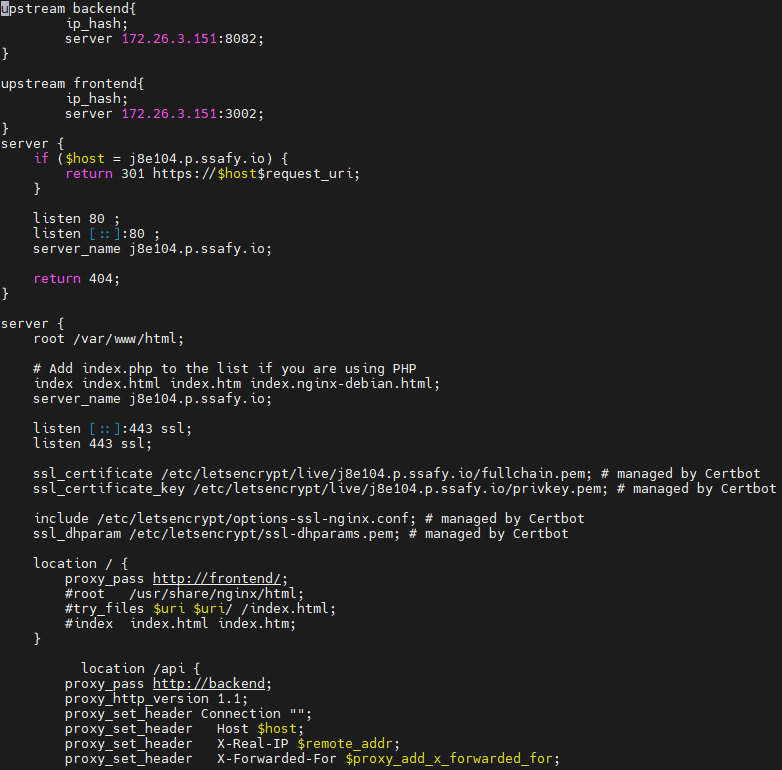 upstream backend{
        ip_hash;
        server 172.26.3.151:8082;
}

upstream frontend{
        ip_hash;
        server 172.26.3.151:3002;
}
server {
    if ($host = j8e104.p.ssafy.io) {
        return 301 https://$host$request_uri;
    }

    listen 80 ;
    listen [::]:80 ;
    server_name j8e104.p.ssafy.io;

    return 404;
}

server {
    root /var/www/html;

    # Add index.php to the list if you are using PHP
    index index.html index.htm index.nginx-debian.html;
    server_name j8e104.p.ssafy.io;

    listen [::]:443 ssl;
    listen 443 ssl;

    ssl_certificate /etc/letsencrypt/live/j8e104.p.ssafy.io/fullchain.pem; # managed by Certbot
    ssl_certificate_key /etc/letsencrypt/live/j8e104.p.ssafy.io/privkey.pem; # managed by Certbot

    include /etc/letsencrypt/options-ssl-nginx.conf; # managed by Certbot
    ssl_dhparam /etc/letsencrypt/ssl-dhparams.pem; # managed by Certbot

    location / {
        proxy_pass http://frontend/;
        #root   /usr/share/nginx/html;
        #try_files $uri $uri/ /index.html;
        #index  index.html index.htm;
    }

          location /api {
        proxy_pass http://backend;
        proxy_http_version 1.1;
        proxy_set_header Connection "";
        proxy_set_header   Host $host;
        proxy_set_header   X-Real-IP $remote_addr;
        proxy_set_header   X-Forwarded-For $proxy_add_x_forwarded_for;